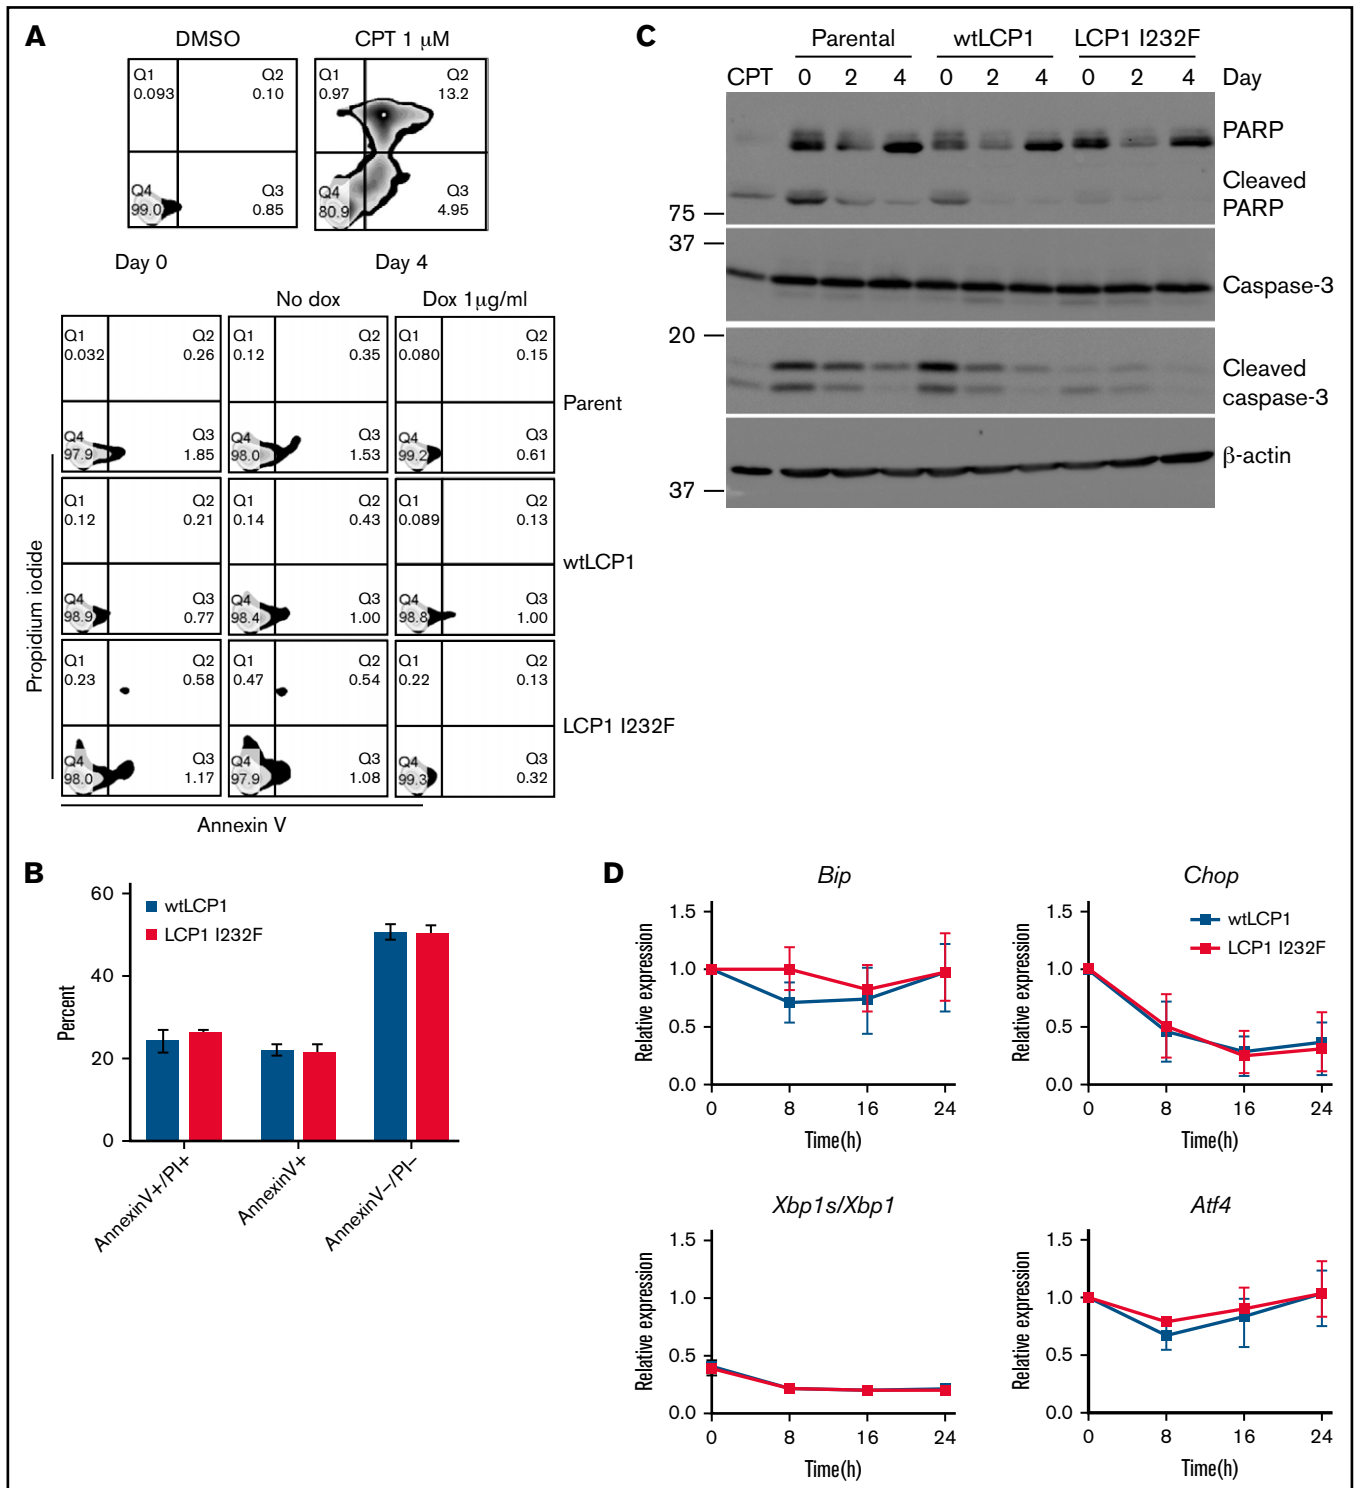 A
DMSO
CPT 1 μM
Q1
0.093
Q2
0.10
Q4
99.0
Q3
0.85
Q1
0.97
Q2
13.2
Q4
80.9
Q3
4.95
Day 0
Day 4
No dox
Dox 1μg/ml
Q1
0.032
Q2
0.26
Q4
97.9
Q3
1.85
Q1
0.12
Q2
0.35
Q4
98.0
Q3
1.53
Q1
0.080
Q2
0.15
Q4
99.2
Q3
0.61
Parent
Q1
0.12
Q2
0.21
Q4
98.9
Q3
0.77
Q1
0.14
Q2
0.43
Q4
98.4
Q3
1.00
Q1
0.089
Q2
0.13
Q4
98.8
Q3
1.00
wtLCP1
Q1
0.23
Q2
0.58
Q4
98.0
Q3
1.17
Q1
0.47
Q2
0.54
Q4
97.9
Q3
1.08
Q1
0.22
Q2
0.13
Q4
99.3
Q3
0.32
LCP1 I232F
Propidium iodide
Annexin V
B
wtLCP1
LCP1 I232F
Percent
60
40
20
0
AnnexinV+/PI+
AnnexinV+
AnnexinV–/PI–
C
Parental wtLCP1 LCP1 I232F
CPT 0 2 4 0 2 4 0 2 4 Day
PARP
Cleaved
PARP
75
37
Caspase-3
20
Cleaved
caspase-3
β-actin
37
D
Bip
Relative expression
1.5
1.0
0.5
0.0
0 8 16 24
Time(h)
Chop
wtLCP1
LCP1 I232F
Relative expression
1.5
1.0
0.5
0.0
0 8 16 24
Time(h)
Xbp1s/Xbp1
Relative expression
1.5
1.0
0.5
0.0
0 8 16 24
Time(h)
Atf4
Relative expression
1.5
1.0
0.5
0.0
0 8 16 24
Time(h)